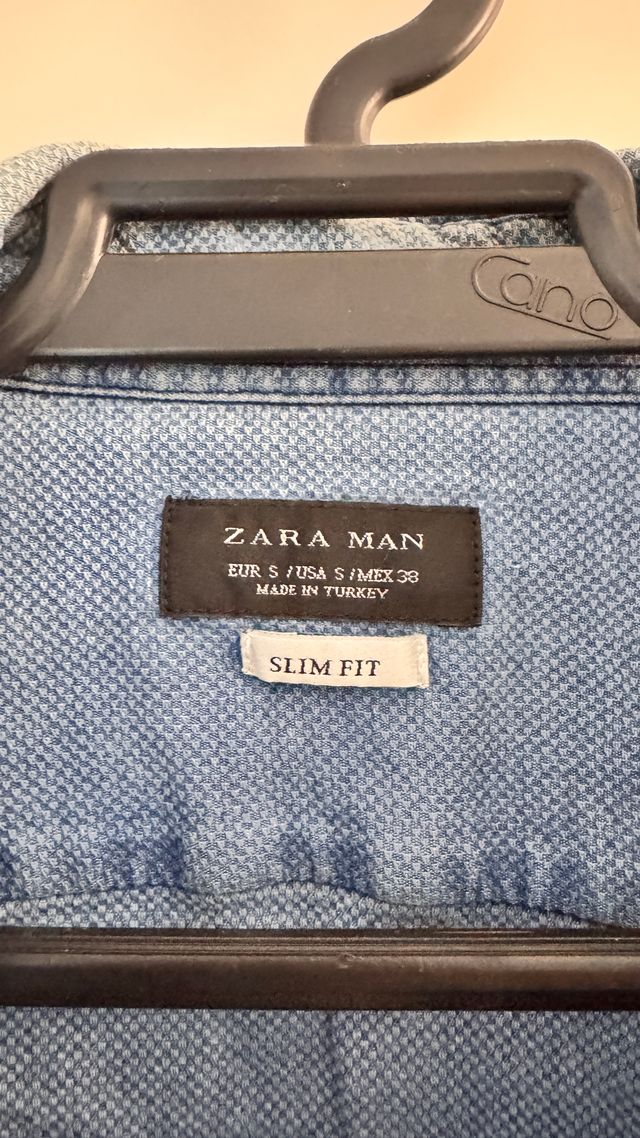 Cano
ZARA MAN
EUR S / USA S / MEX 38
MADE IN TURKEY
SLIM FIT